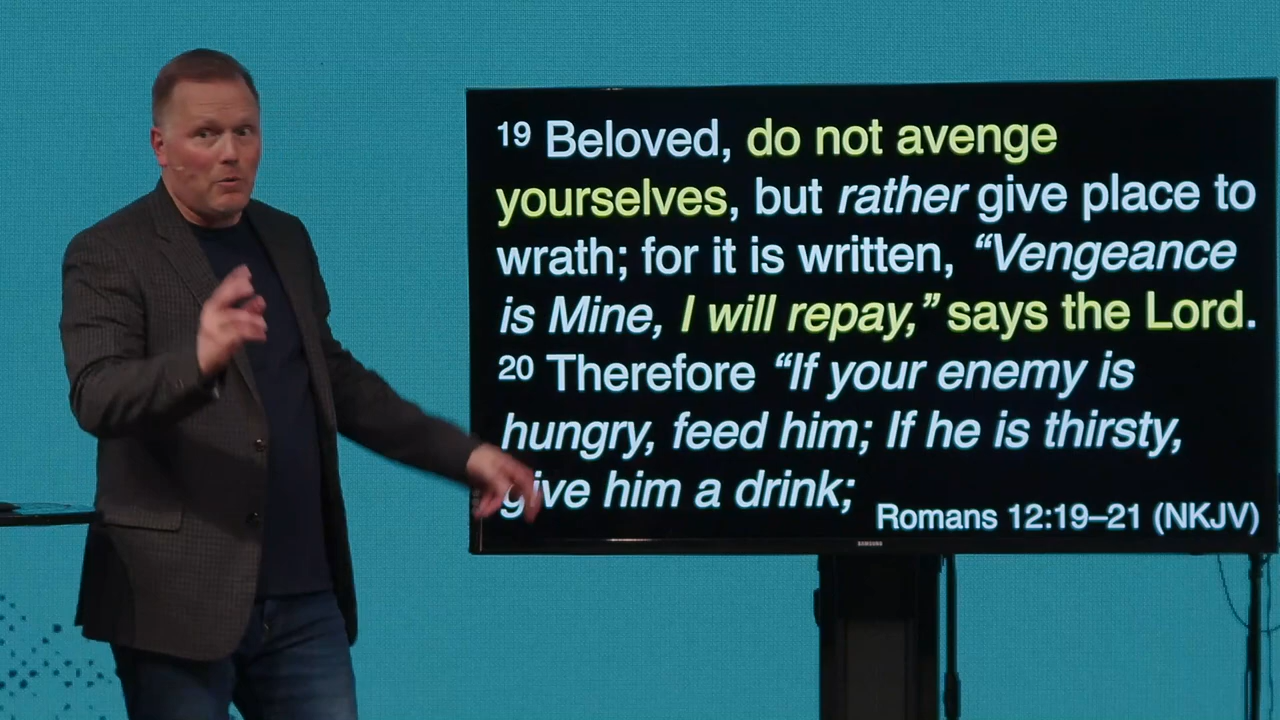 19 Beloved, do not avenge
yourselves, but rather give place to
wrath; for it is written, “Vengeance
is Mine, I will repay,” says the Lord.
20 Therefore “If your enemy is
hungry, feed him; If he is thirsty,
give him a drink;
Romans 12:19–21 (NKJV)
SAMSUNG